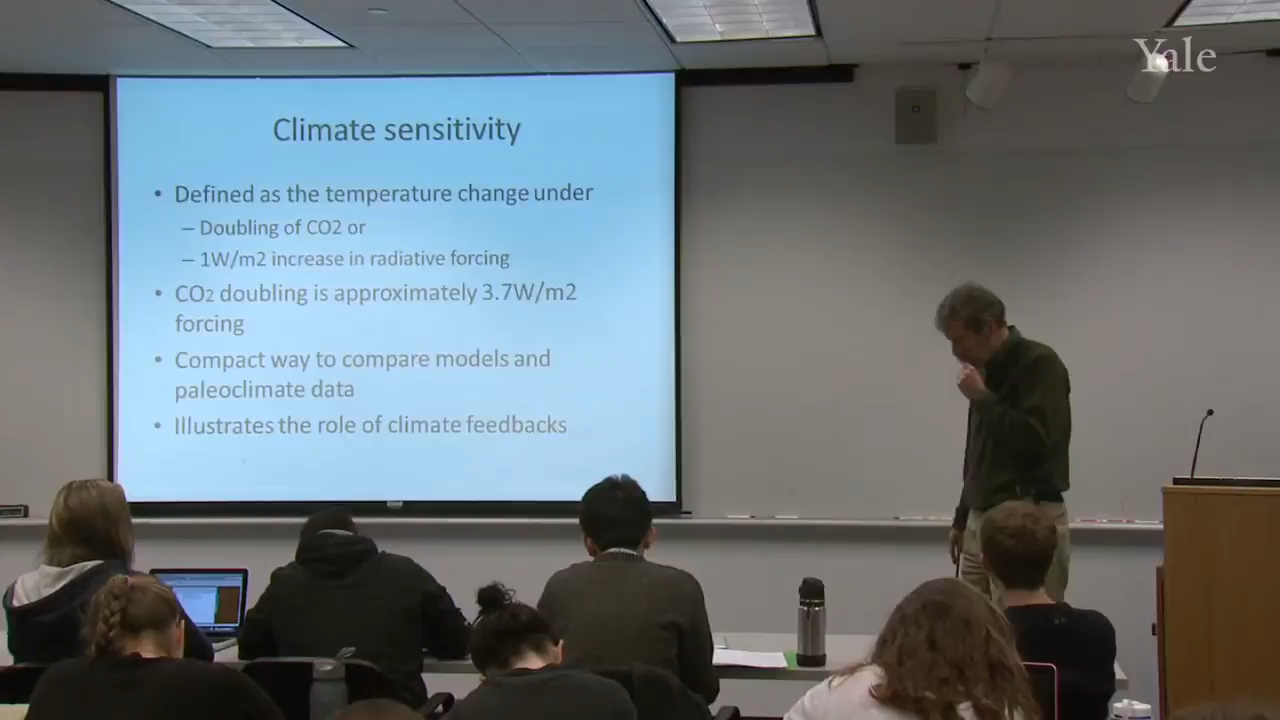 Yale
Climate sensitivity
• Defined as the temperature change under
– Doubling of CO2 or
– 1W/m2 increase in radiative forcing
• CO2 doubling is approximately 3.7W/m2
forcing
• Compact way to compare models and
paleoclimate data
• Illustrates the role of climate feedbacks